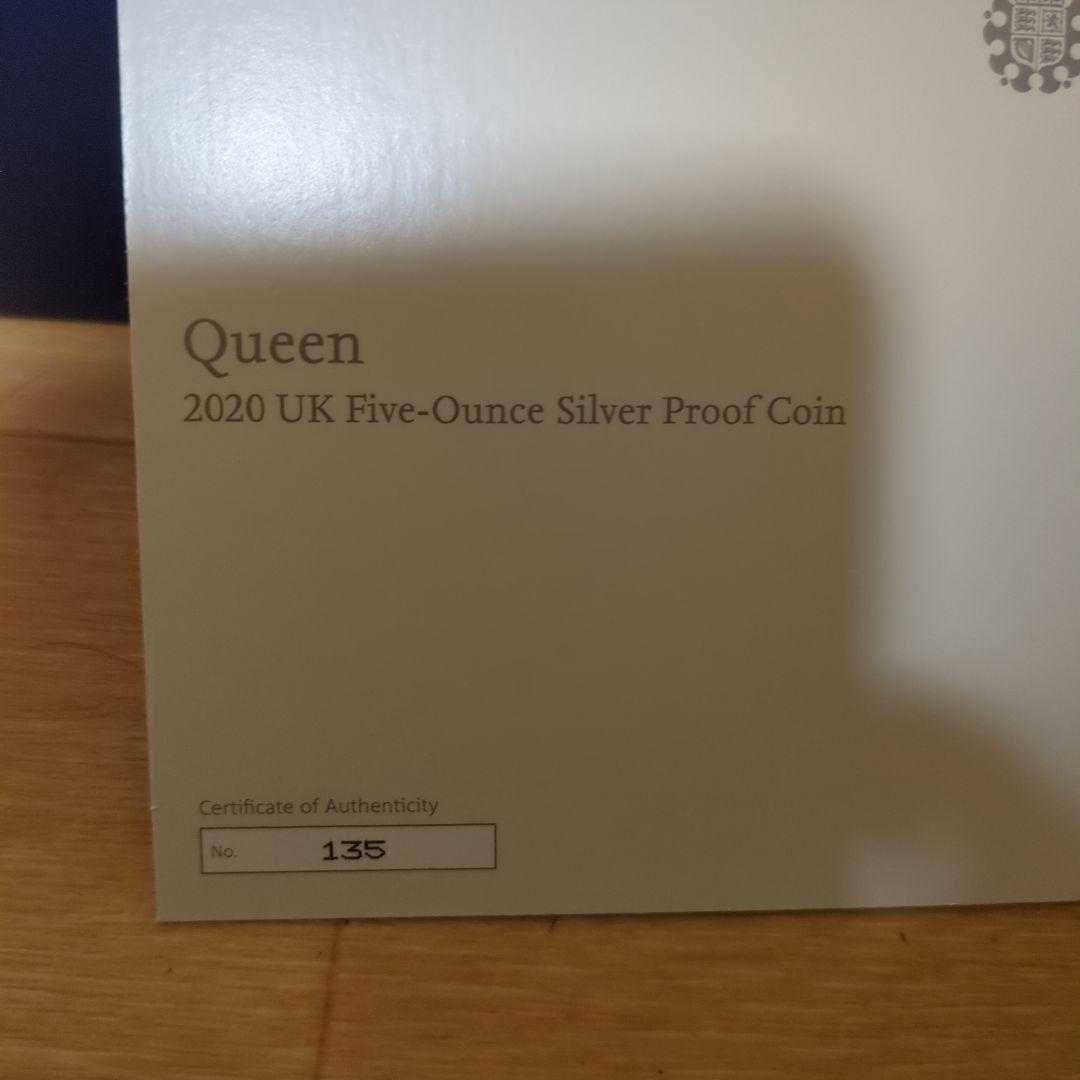 Queen
2020 UK Five-Ounce Silver Proof Coin
Certificate of Authenticity
No. 135